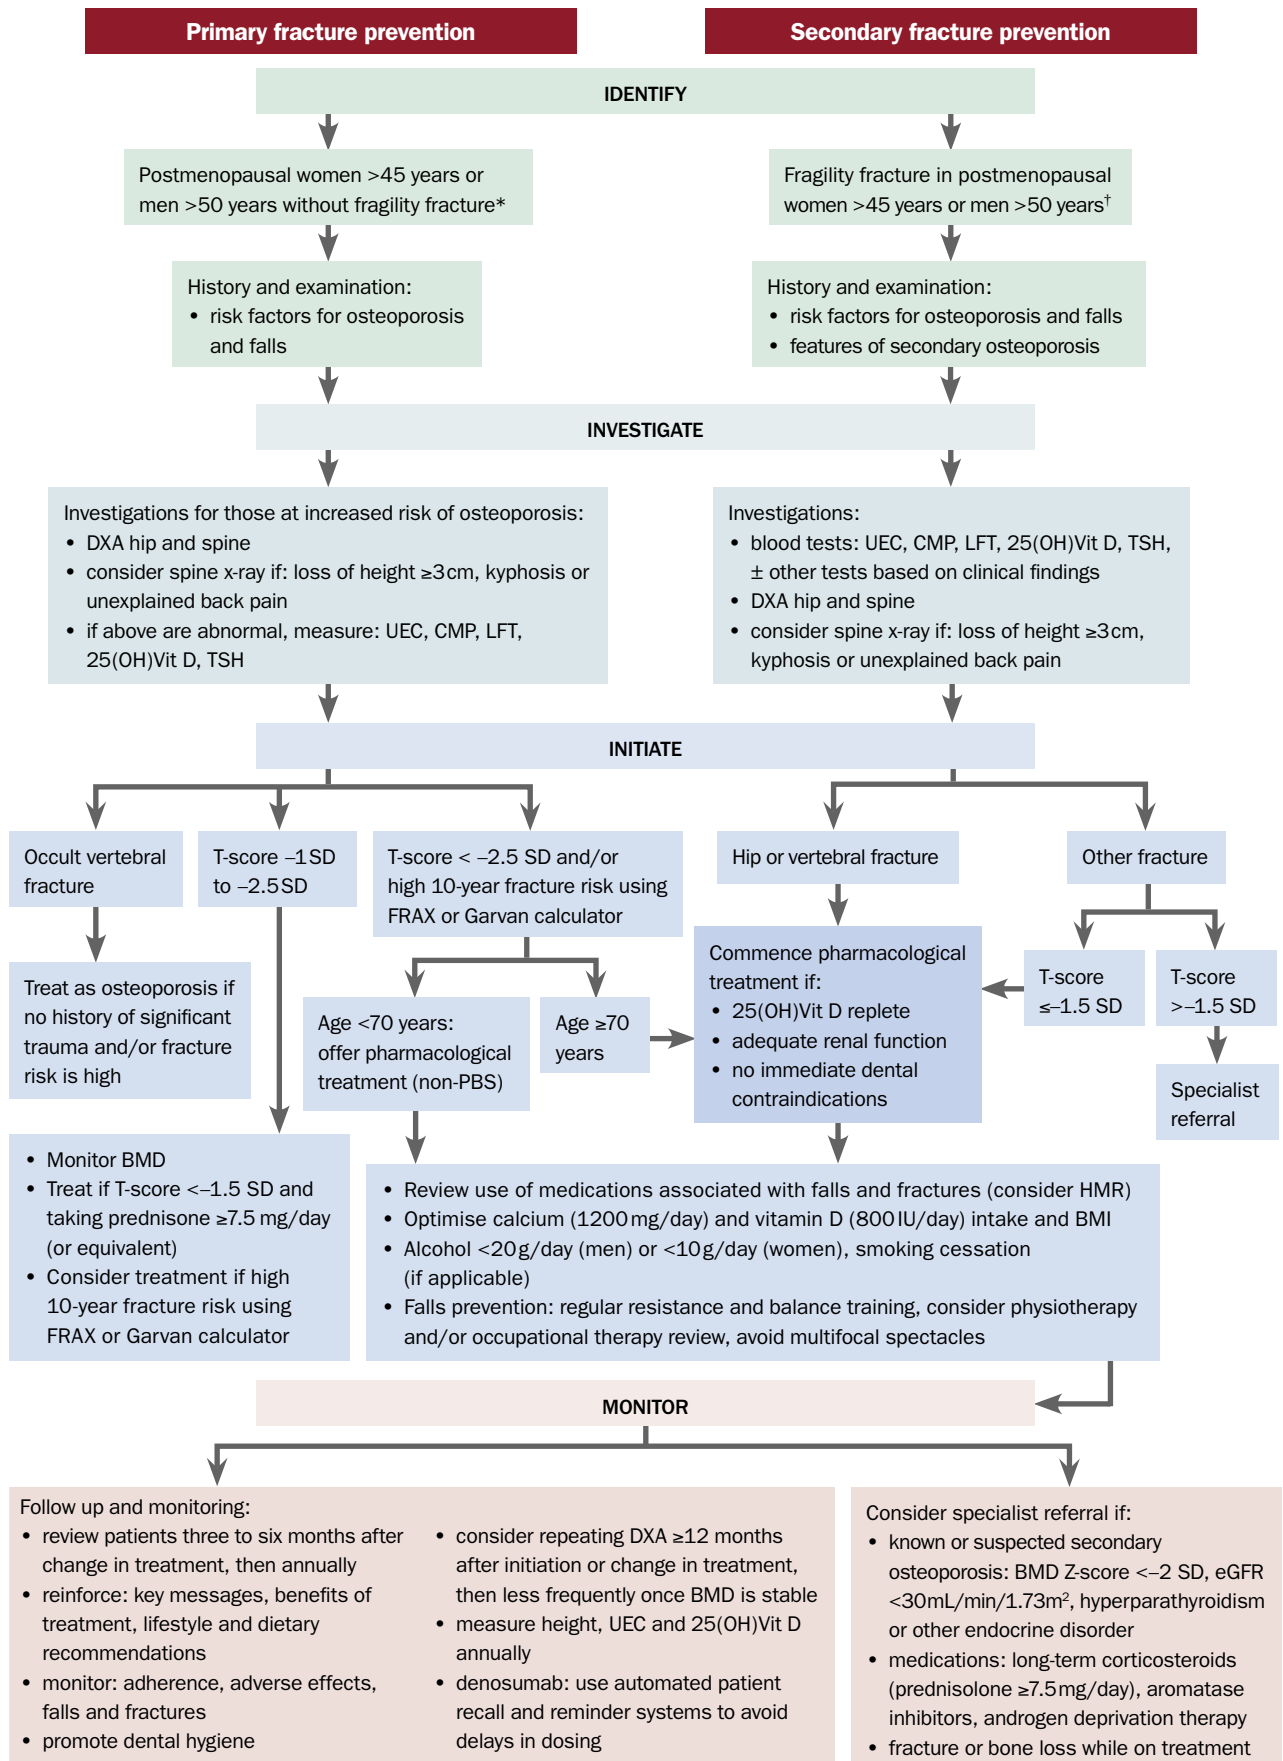 Primary fracture prevention
Secondary fracture prevention
IDENTIFY
Postmenopausal women >45 years or
men >50 years without fragility fracture*
Fragility fracture in postmenopausal
women >45 years or men >50 years†
History and examination:
• risk factors for osteoporosis
and falls
History and examination:
• risk factors for osteoporosis and falls
• features of secondary osteoporosis
INVESTIGATE
Investigations for those at increased risk of osteoporosis:
• DXA hip and spine
• consider spine x-ray if: loss of height ≥3 cm, kyphosis or
unexplained back pain
• if above are abnormal, measure: UEC, CMP, LFT,
25(OH)Vit D, TSH
Investigations:
• blood tests: UEC, CMP, LFT, 25(OH)Vit D, TSH,
± other tests based on clinical findings
• DXA hip and spine
• consider spine x-ray if: loss of height ≥3 cm,
kyphosis or unexplained back pain
INITIATE
Occult vertebral
fracture
T-score –1 SD
to –2.5 SD
T-score < –2.5 SD and/or
high 10-year fracture risk using
FRAX or Garvan calculator
Hip or vertebral fracture
Other fracture
Treat as osteoporosis if
no history of significant
trauma and/or fracture
risk is high
Age <70 years:
offer pharmacological
treatment (non-PBS)
Age ≥70
years
Commence pharmacological
treatment if:
• 25(OH)Vit D replete
• adequate renal function
• no immediate dental
contraindications
T-score
≤–1.5 SD
T-score
>–1.5 SD
Specialist
referral
• Monitor BMD
• Treat if T-score <–1.5 SD and
taking prednisone ≥7.5 mg/day
(or equivalent)
• Consider treatment if high
10-year fracture risk using
FRAX or Garvan calculator
• Review use of medications associated with falls and fractures (consider HMR)
• Optimise calcium (1200 mg/day) and vitamin D (800 IU/day) intake and BMI
• Alcohol <20 g/day (men) or <10 g/day (women), smoking cessation
(if applicable)
• Falls prevention: regular resistance and balance training, consider physiotherapy
and/or occupational therapy review, avoid multifocal spectacles
MONITOR
Follow up and monitoring:
• review patients three to six months after
change in treatment, then annually
• reinforce: key messages, benefits of
treatment, lifestyle and dietary
recommendations
• monitor: adherence, adverse effects,
falls and fractures
• promote dental hygiene
• consider repeating DXA ≥12 months
after initiation or change in treatment,
then less frequently once BMD is stable
• measure height, UEC and 25(OH)Vit D
annually
• denosumab: use automated patient
recall and reminder systems to avoid
delays in dosing
Consider specialist referral if:
• known or suspected secondary
osteoporosis: BMD Z-score <–2 SD, eGFR
<30 mL/min/1.73m², hyperparathyroidism
or other endocrine disorder
• medications: long-term corticosteroids
(prednisolone ≥7.5 mg/day), aromatase
inhibitors, androgen deprivation therapy
• fracture or bone loss while on treatment